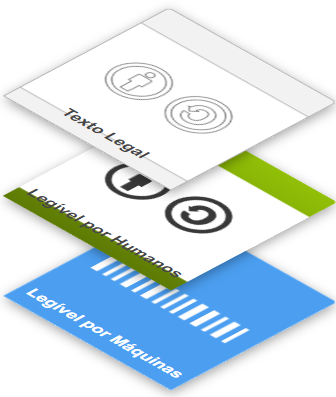 Texto Legal
Legível por Humanos
Legível por Máquinas